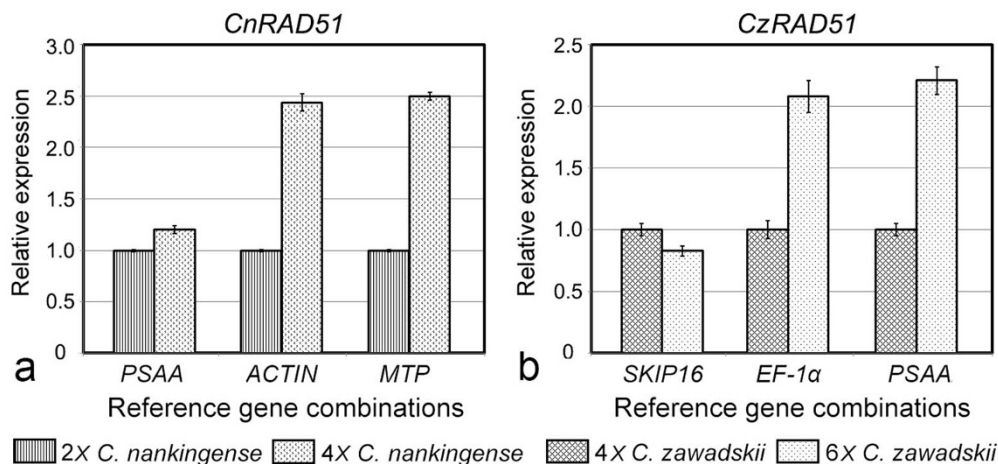 CnRAD51
Relative expression
3.0
2.5
2.0
1.5
1.0
0.5
0
PSAA ACTIN MTP
a
Reference gene combinations
CzRAD51
Relative expression
2.5
2.0
1.5
1.0
0.5
0
SKIP16 EF-1α PSAA
b
Reference gene combinations
2X C. nankingense 4X C. nankingense 4X C. zawadskii 6X C. zawadskii